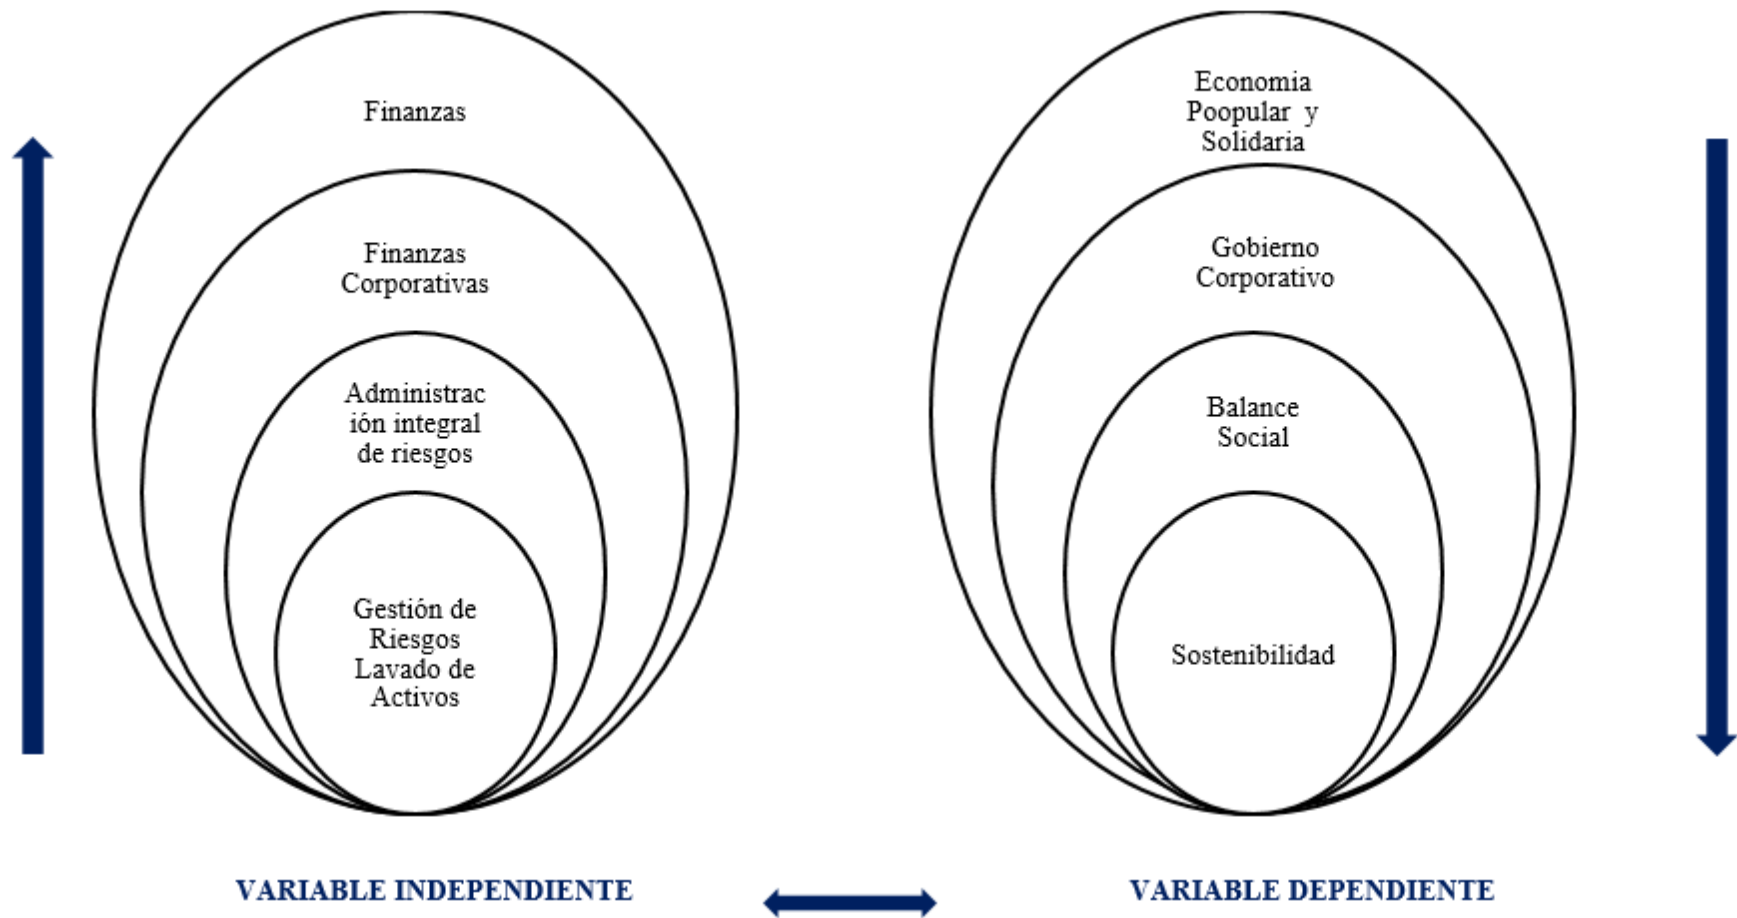 Finanzas
Finanzas
Corporativas
Administrac
ión integral
de riesgos
Gestión de
Riesgos
Lavado de
Activos
Economia
Poopular y
Solidaria
Gobierno
Corporativo
Balance
Social
Sostenibilidad
VARIABLE INDEPENDIENTE
VARIABLE DEPENDIENTE